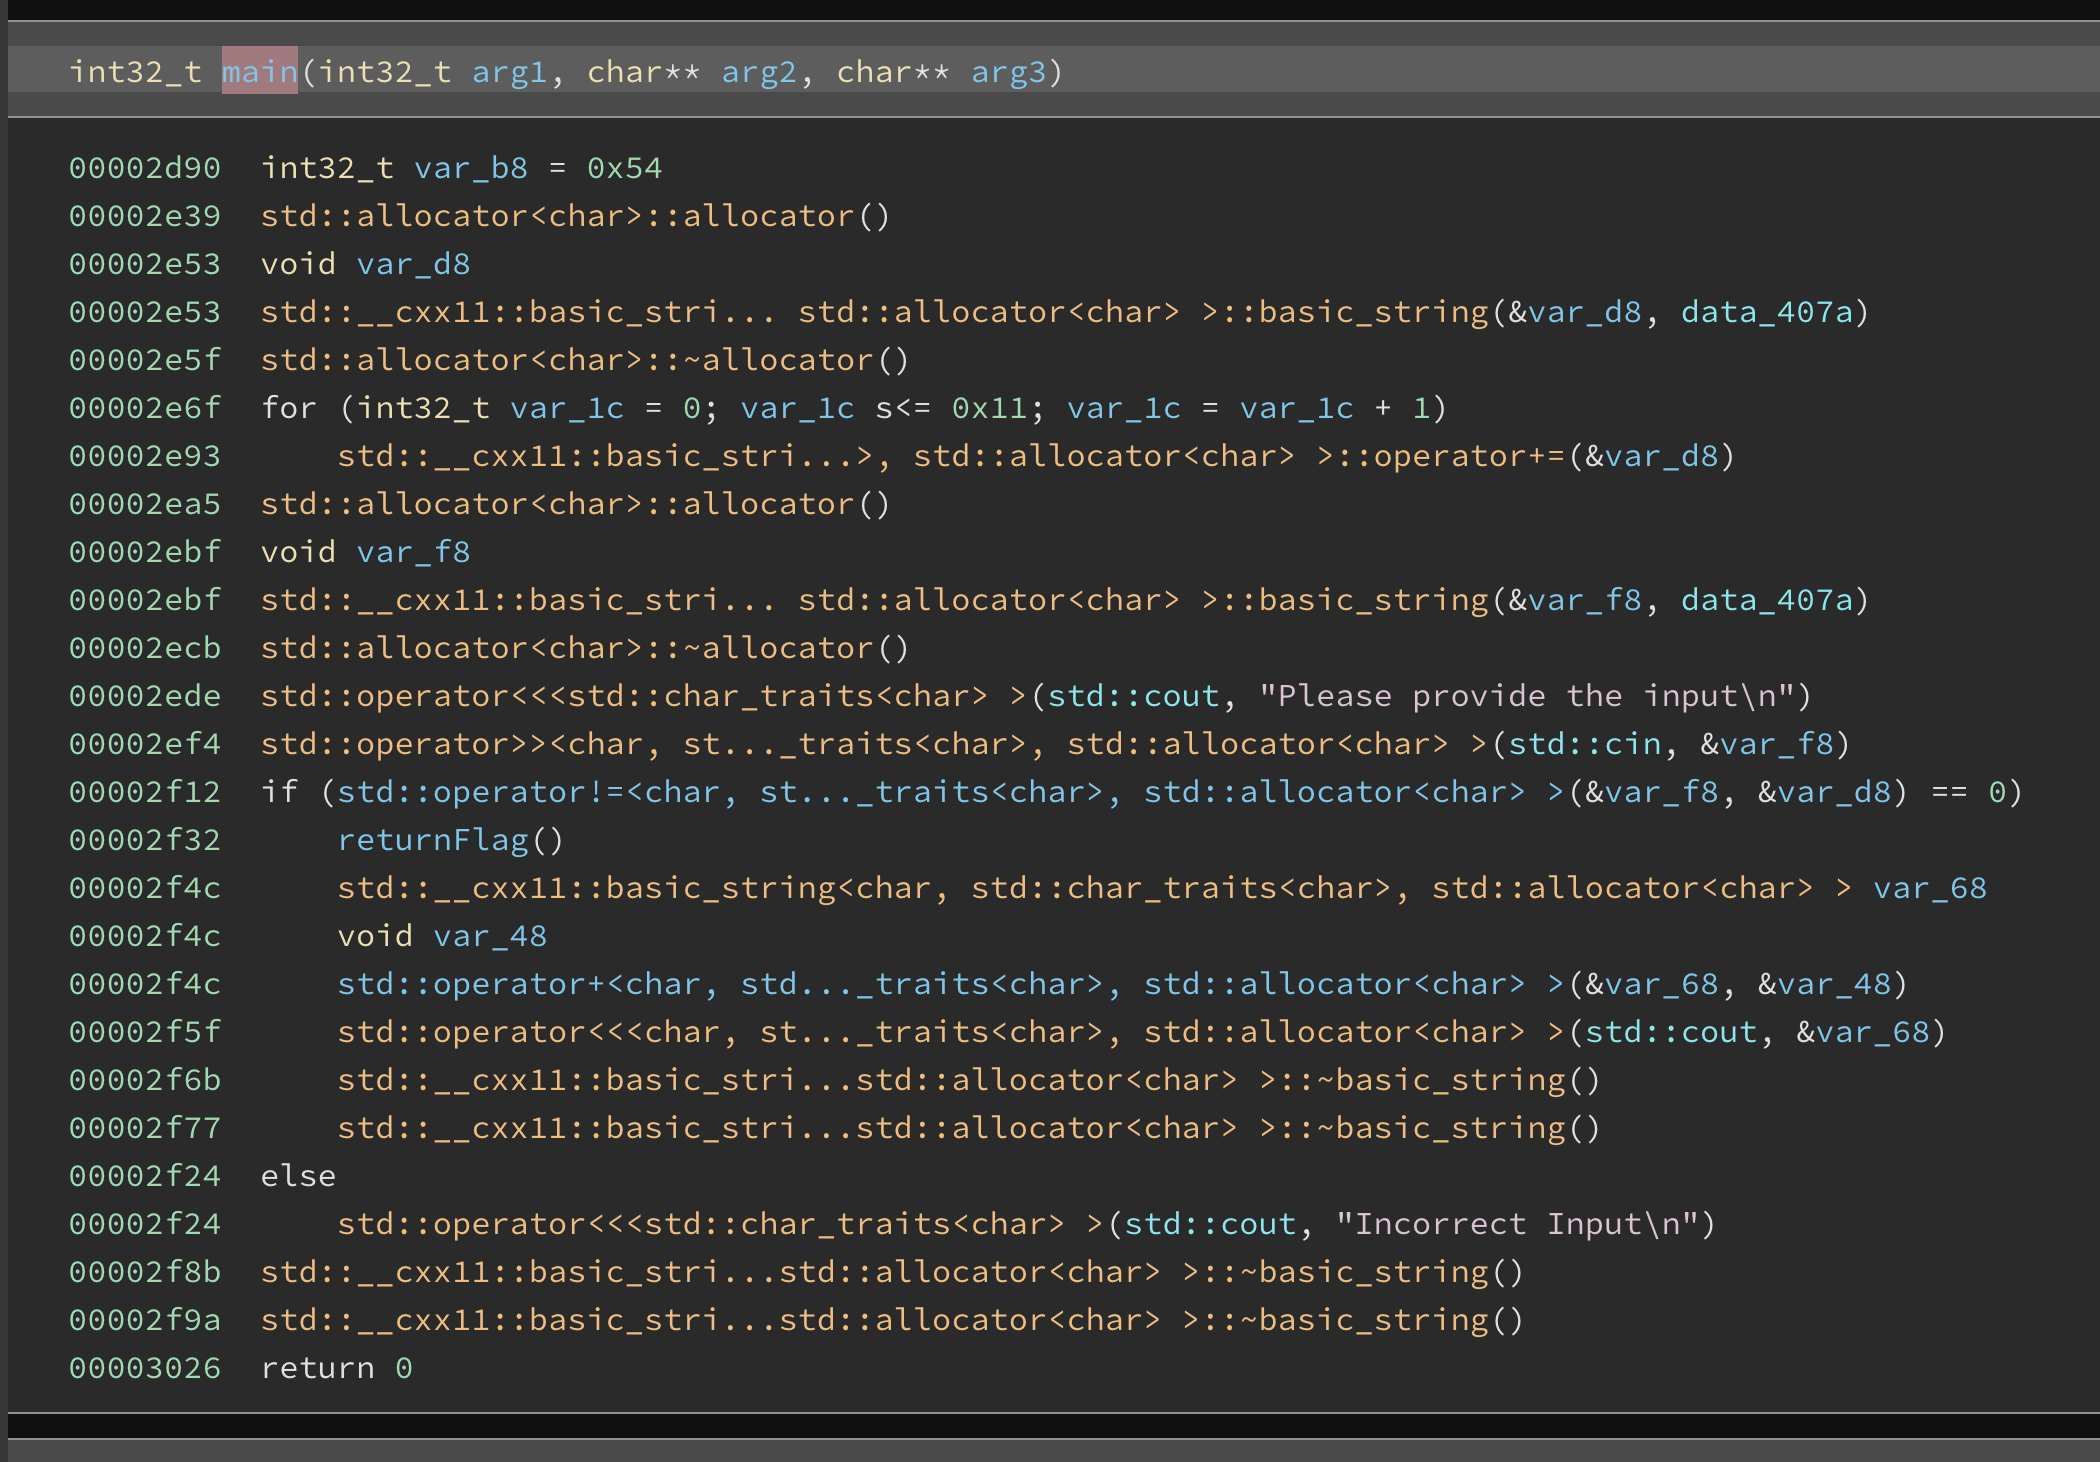 int32_t main(int32_t arg1, char** arg2, char** arg3)
00002d90  int32_t var_b8 = 0x54
00002e39  std::allocator<char>::allocator()
00002e53  void var_d8
00002e53  std::__cxx11::basic_stri... std::allocator<char> >::basic_string(&var_d8, data_407a)
00002e5f  std::allocator<char>::~allocator()
00002e6f  for (int32_t var_1c = 0; var_1c s<= 0x11; var_1c = var_1c + 1)
00002e93      std::__cxx11::basic_stri...>, std::allocator<char> >::operator+=(&var_d8)
00002ea5  std::allocator<char>::allocator()
00002ebf  void var_f8
00002ebf  std::__cxx11::basic_stri... std::allocator<char> >::basic_string(&var_f8, data_407a)
00002ecb  std::allocator<char>::~allocator()
00002ede  std::operator<<<std::char_traits<char> >(std::cout, "Please provide the input\n")
00002ef4  std::operator>><char, st..._traits<char>, std::allocator<char> >(std::cin, &var_f8)
00002f12  if (std::operator!=<char, st..._traits<char>, std::allocator<char> >(&var_f8, &var_d8) == 0)
00002f32      returnFlag()
00002f4c      std::__cxx11::basic_string<char, std::char_traits<char>, std::allocator<char> > var_68
00002f4c      void var_48
00002f4c      std::operator+<char, std..._traits<char>, std::allocator<char> >(&var_68, &var_48)
00002f5f      std::operator<<<char, st..._traits<char>, std::allocator<char> >(std::cout, &var_68)
00002f6b      std::__cxx11::basic_stri...std::allocator<char> >::~basic_string()
00002f77      std::__cxx11::basic_stri...std::allocator<char> >::~basic_string()
00002f24  else
00002f24      std::operator<<<std::char_traits<char> >(std::cout, "Incorrect Input\n")
00002f8b  std::__cxx11::basic_stri...std::allocator<char> >::~basic_string()
00002f9a  std::__cxx11::basic_stri...std::allocator<char> >::~basic_string()
00003026  return 0